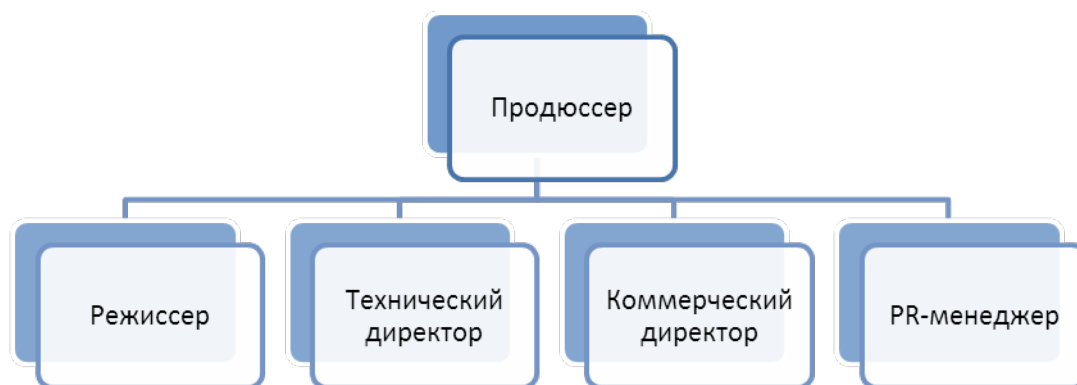 Продюссер
Режиссер
Технический
директор
Коммерческий
директор
PR-менеджер